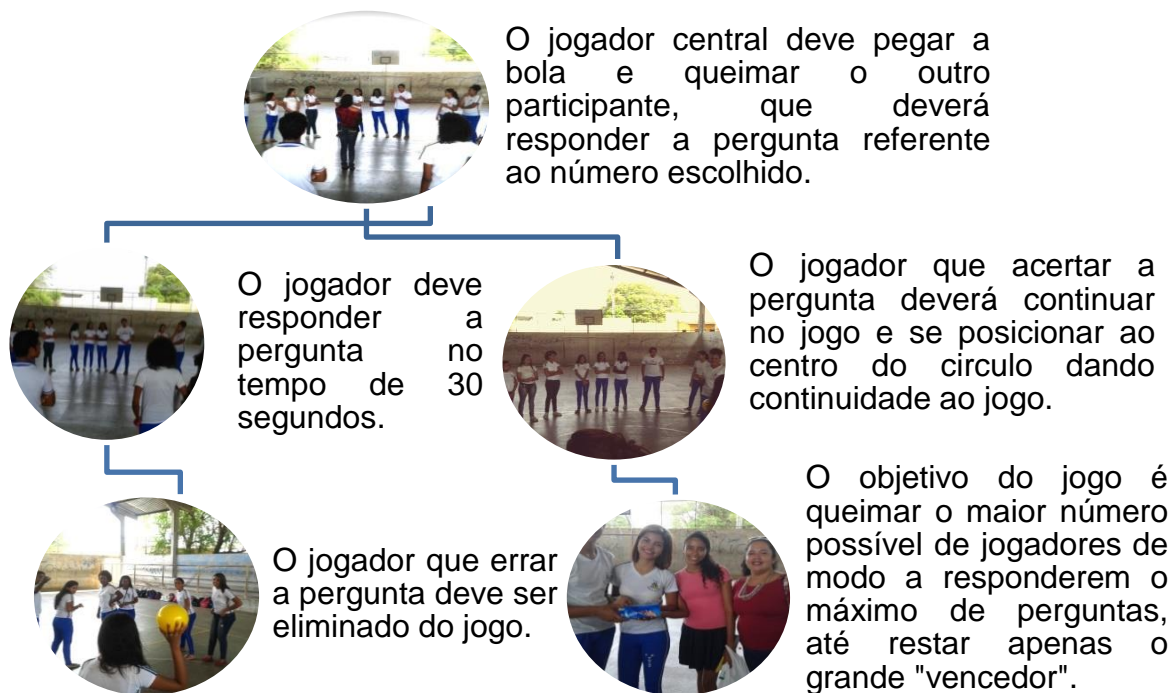 O jogador central deve pegar a
bola e queimar o outro
participante, que deverá
responder a pergunta referente
ao número escolhido.
O jogador deve
responder a
pergunta no
tempo de 30
segundos.
O jogador que acertar a
pergunta deverá continuar
no jogo e se posicionar ao
centro do circulo dando
continuidade ao jogo.
O jogador que errar
a pergunta deve ser
eliminado do jogo.
O objetivo do jogo é
queimar o maior número
possível de jogadores de
modo a responderem o
máximo de perguntas,
até restar apenas o
grande "vencedor".